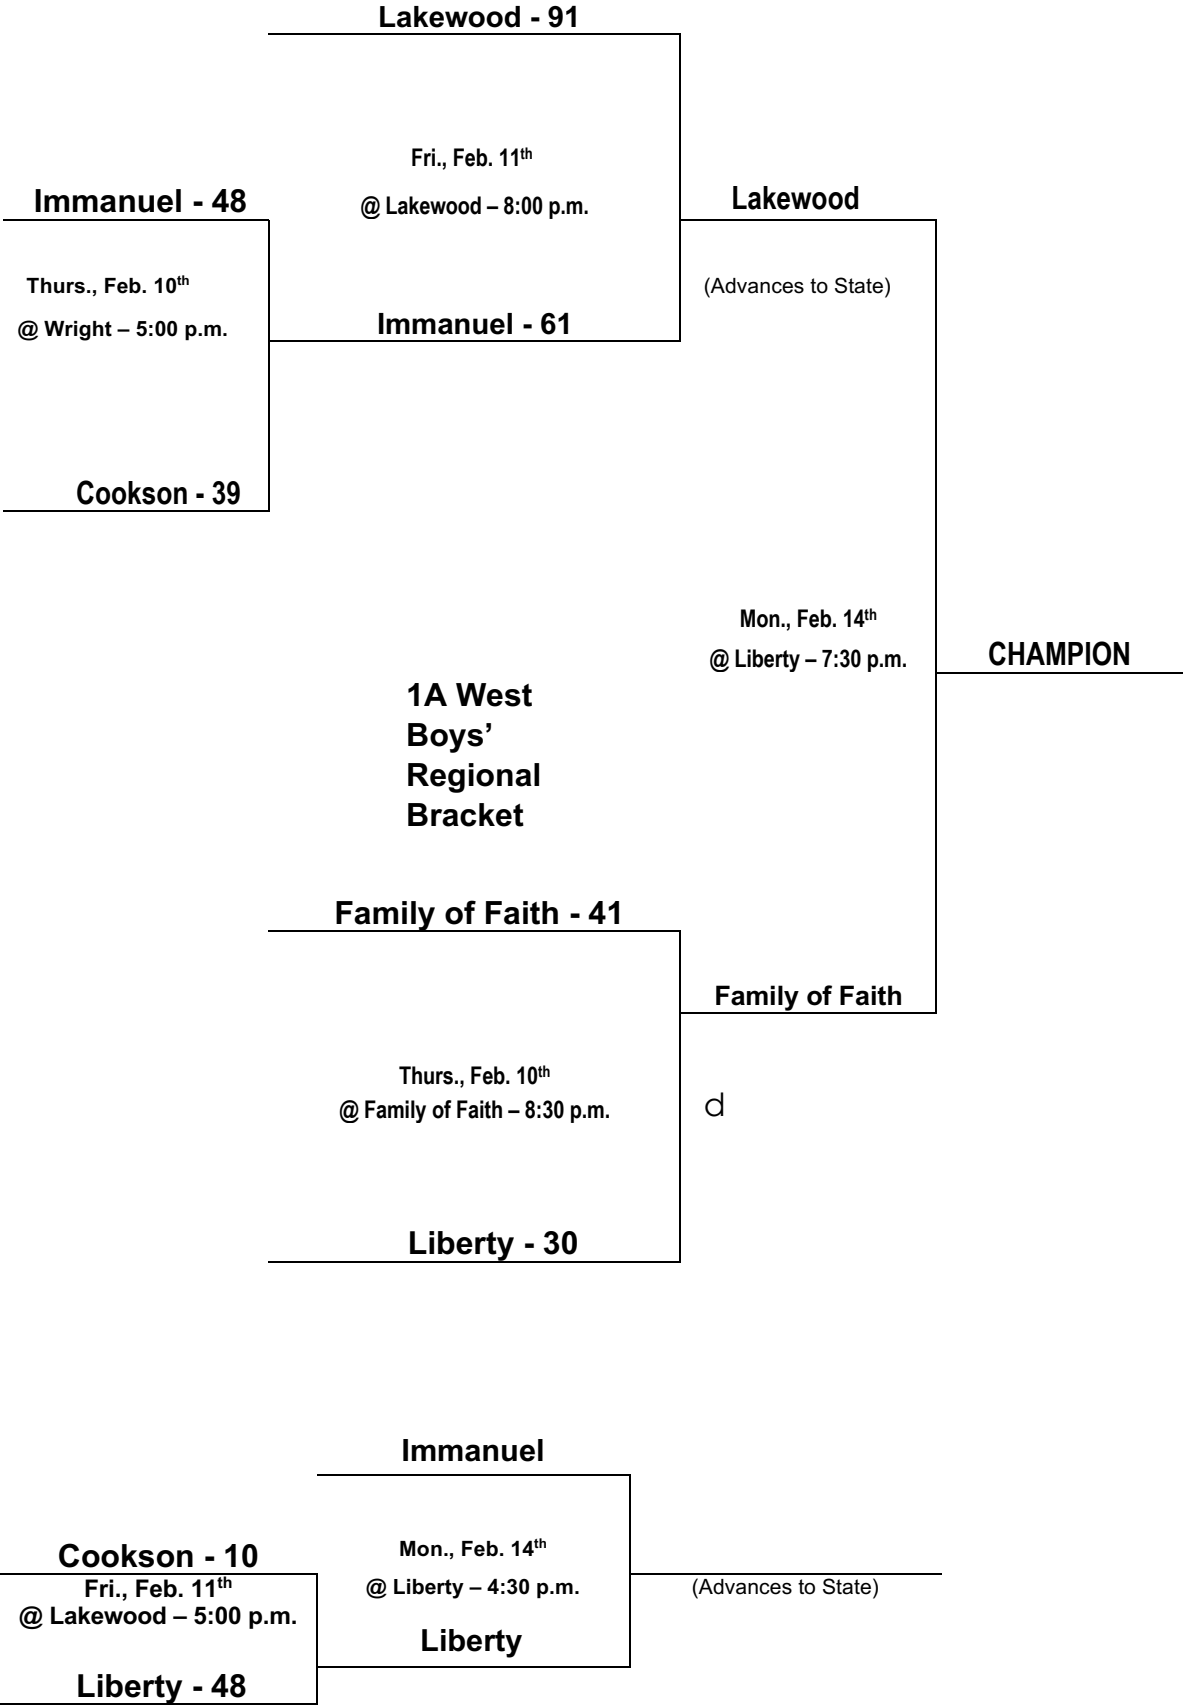 Lakewood - 91
Fri., Feb. 11th
@ Lakewood – 8:00 p.m.
Immanuel - 48
Lakewood
Thurs., Feb. 10th
@ Wright – 5:00 p.m.
(Advances to State)
Immanuel - 61
Cookson - 39
Mon., Feb. 14th
@ Liberty – 7:30 p.m.
CHAMPION
1A West
Boys’
Regional
Bracket
Family of Faith - 41
Family of Faith
Thurs., Feb. 10th
@ Family of Faith – 8:30 p.m.
d
Liberty - 30
Immanuel
Cookson - 10
Fri., Feb. 11th
@ Lakewood – 5:00 p.m.
Mon., Feb. 14th
@ Liberty – 4:30 p.m.
(Advances to State)
Liberty
Liberty - 48